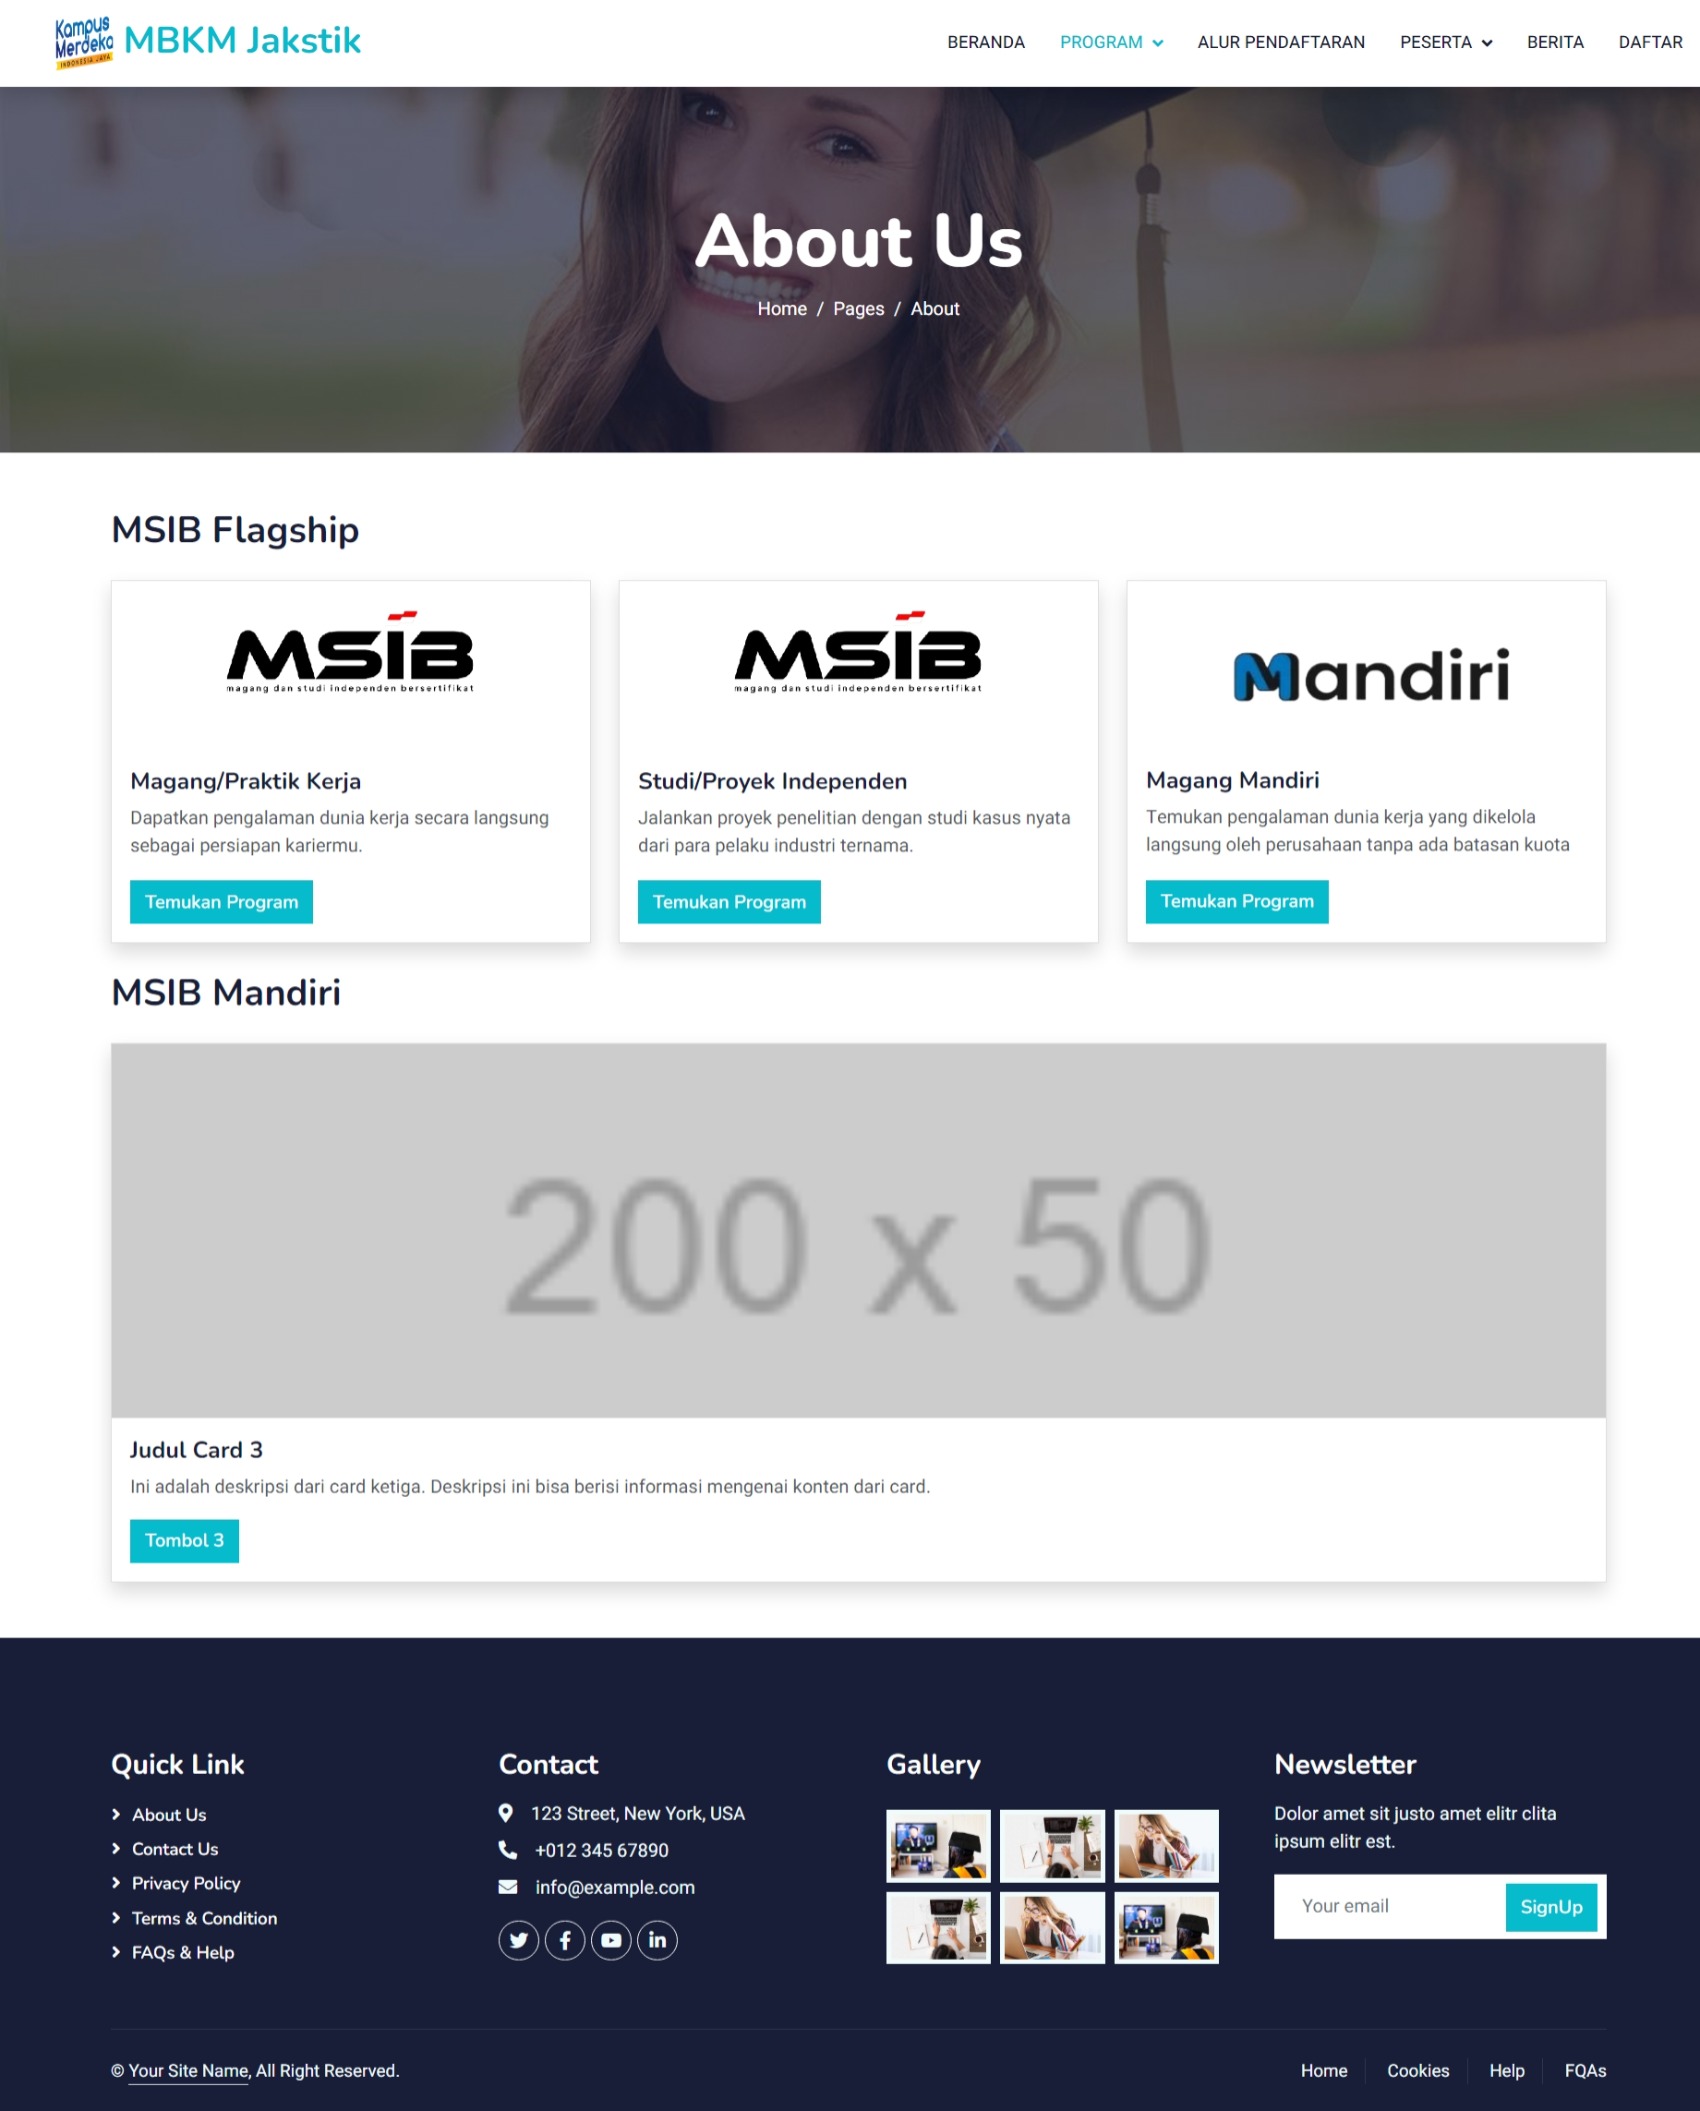 Kampus
Merdeka
INDONESIA JAYA
MBKM Jakstik
BERANDA
PROGRAM
ALUR PENDAFTARAN
PESERTA
BERITA
DAFTAR
About Us
Home / Pages / About
MSIB Flagship
MSIB
magang dan studi independen bersertifikat
Magang/Praktik Kerja
Dapatkan pengalaman dunia kerja secara langsung
sebagai persiapan kariermu.
Temukan Program
MSIB
magang dan studi independen bersertifikat
Studi/Proyek Independen
Jalankan proyek penelitian dengan studi kasus nyata
dari para pelaku industri ternama.
Temukan Program
Mandiri
Magang Mandiri
Temukan pengalaman dunia kerja yang dikelola
langsung oleh perusahaan tanpa ada batasan kuota
Temukan Program
MSIB Mandiri
200 x 50
Judul Card 3
Ini adalah deskripsi dari card ketiga. Deskripsi ini bisa berisi informasi mengenai konten dari card.
Tombol 3
Quick Link
About Us
Contact Us
Privacy Policy
Terms & Condition
FAQs & Help
Contact
123 Street, New York, USA
+012 345 67890
info@example.com
Gallery
Newsletter
Dolor amet sit justo amet elitr clita
ipsum elitr est.
Your email
SignUp
© Your Site Name, All Right Reserved.
Home
Cookies
Help
FQAs